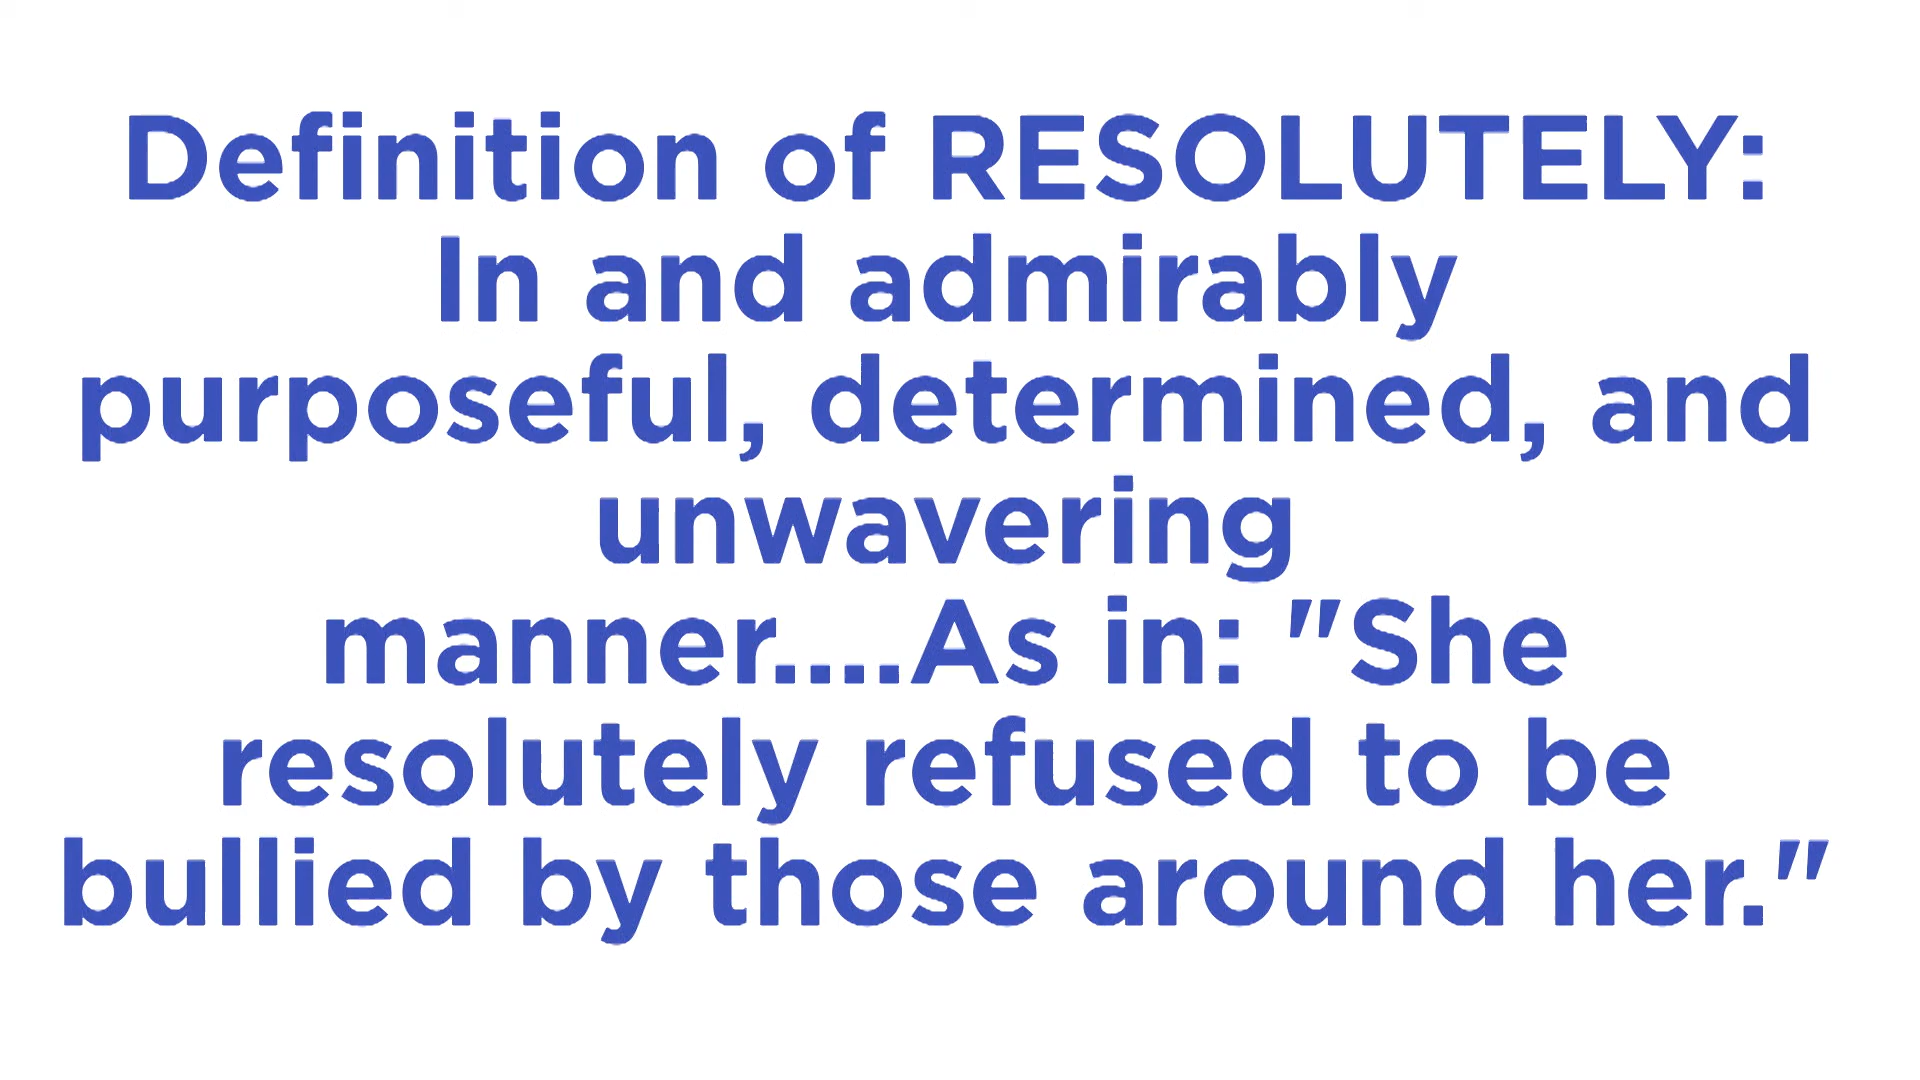 Definition of RESOLUTELY:
In and admirably
purposeful, determined, and
unwavering
manner....As in: "She
resolutely refused to be
bullied by those around her."